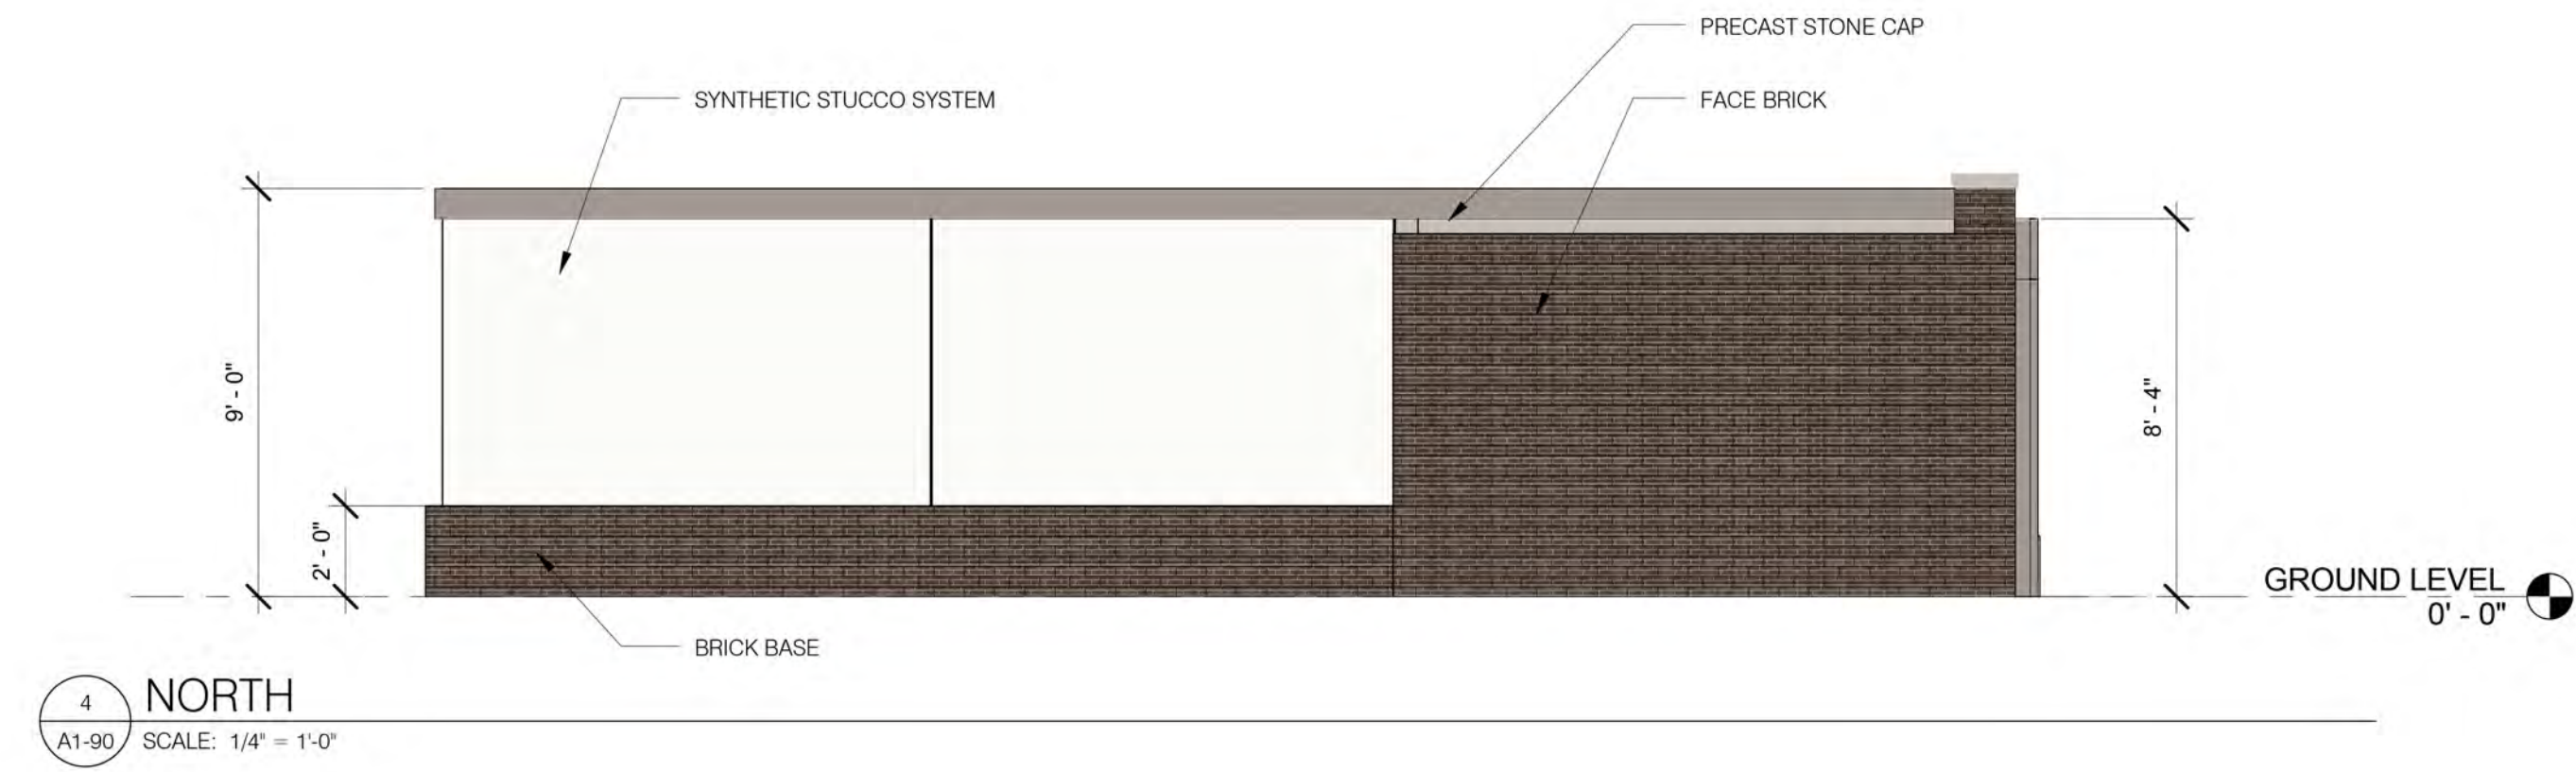 PRECAST STONE CAP
SYNTHETIC STUCCO SYSTEM
FACE BRICK
9' - 0"
8' - 4"
2' - 0"
GROUND LEVEL
0' - 0"
BRICK BASE
4
NORTH
A1-90
SCALE: 1/4" = 1'-0"